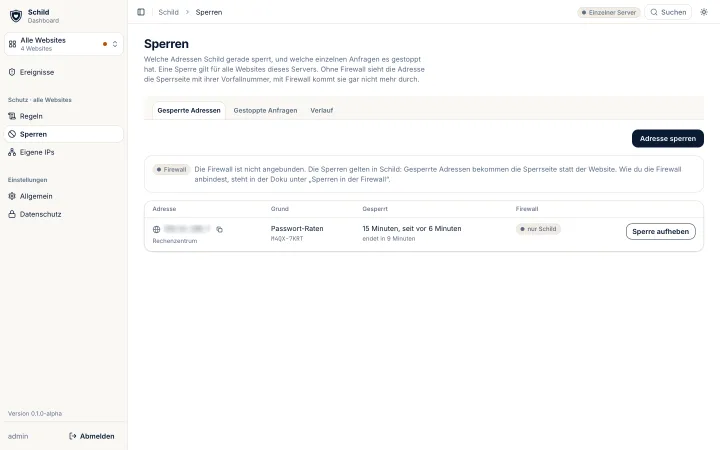 Schild
Dashboard
Alle Websites
4 Websites
Ereignisse
Schutz · alle Websites
Regeln
Sperren
Eigene IPs
Einstellungen
Allgemein
Datenschutz
Version 0.1.0-alpha
admin
Abmelden
Schild > Sperren
Einzelner Server
Suchen
Sperren
Welche Adressen Schild gerade sperrt, und welche einzelnen Anfragen es gestoppt
hat. Eine Sperre gilt für alle Websites dieses Servers. Ohne Firewall sieht die Adresse
die Sperrseite mit ihrer Vorfallnummer, mit Firewall kommt sie gar nicht mehr durch.
Gesperrte Adressen Gestoppte Anfragen Verlauf
Adresse sperren
Firewall Die Firewall ist nicht angebunden. Die Sperren gelten in Schild: Gesperrte Adressen bekommen die Sperrseite statt der Website. Wie du die Firewall
anbindest, steht in der Doku unter „Sperren in der Firewall“.
Adresse Grund Gesperrt Firewall
Passwort-Raten 15 Minuten, seit vor 6 Minuten nur Schild Sperre aufheben
Rechenzentrum M4QX-7KRT endet in 9 Minuten